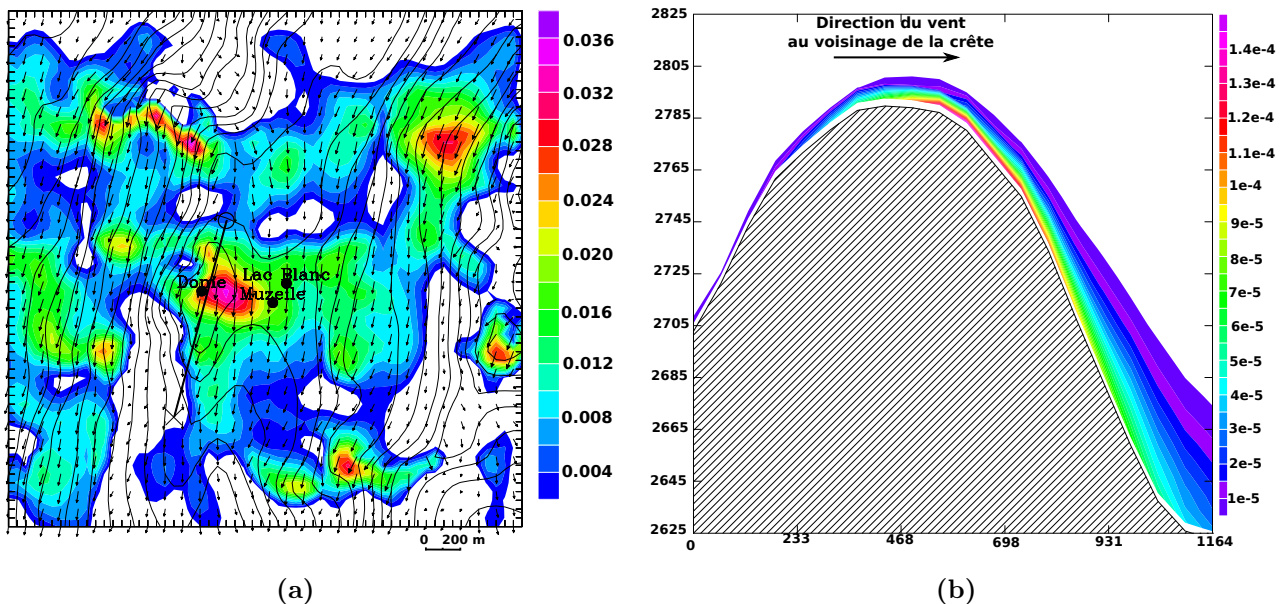 0.036
0.032
0.028
0.024
0.020
0.016
0.012
0.008
0.004
Lac Blanc
Dome
Muzelle
0 200 m
(a)
Direction du vent
au voisinage de la crête
2825
2805
2785
2765
2745
2725
2705
2685
2665
2645
2625
0 233 468 698 931 1164
1.4e-4
1.3e-4
1.2e-4
1.1e-4
1e-4
9e-5
8e-5
7e-5
6e-5
5e-5
4e-5
3e-5
2e-5
1e-5
(b)